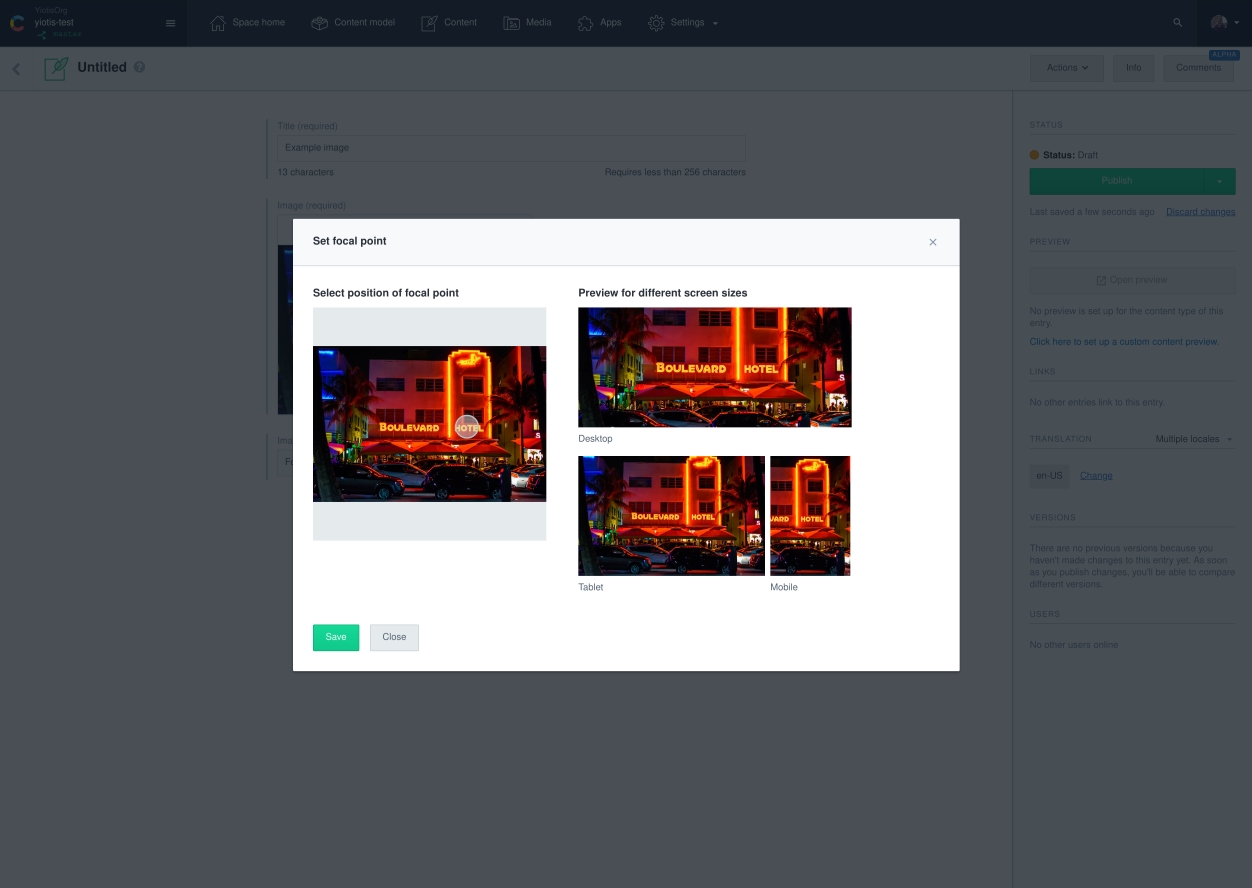 YiotisOrg
yiotis-test
master
Space home
Content model
Content
Media
Apps
Settings
Untitled
Actions
Info
Comments
ALPHA
Title (required)
Example image
13 characters
Requires less than 256 characters
Image (required)
Set focal point
Select position of focal point
BOULEVARD HOTEL
S
Preview for different screen sizes
BOULEVARD HOTEL
S
Desktop
BOULEVARD HOTEL
S
Tablet
VARD HOTEL
Mobile
Save
Close
Ima
Fo
STATUS
Status: Draft
Publish
Last saved a few seconds ago
Discard changes
PREVIEW
Open preview
No preview is set up for the content type of this
entry.
Click here to set up a custom content preview.
LINKS
No other entries link to this entry.
TRANSLATION
Multiple locales
en-US
Change
VERSIONS
There are no previous versions because you
haven't made changes to this entry yet. As soon
as you publish changes, you'll be able to compare
different versions.
USERS
No other users online